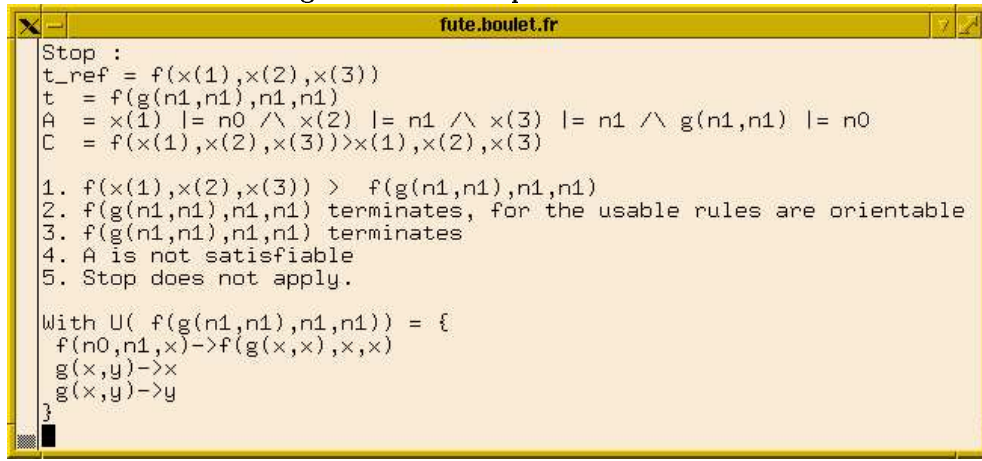 fute.boulet.fr
Stop :
t_ref = f(x(1),x(2),x(3))
t  = f(g(n1,n1),n1,n1)
A  = x(1) |= n0 /\ x(2) |= n1 /\ x(3) |= n1 /\ g(n1,n1) |= n0
C  = f(x(1),x(2),x(3))>x(1),x(2),x(3)
1. f(x(1),x(2),x(3)) >  f(g(n1,n1),n1,n1)
2. f(g(n1,n1),n1,n1) terminates, for the usable rules are orientable
3. f(g(n1,n1),n1,n1) terminates
4. A is not satisfiable
5. Stop does not apply.
With U( f(g(n1,n1),n1,n1)) = {
f(n0,n1,x)->f(g(x,x),x,x)
g(x,y)->x
g(x,y)->y
}